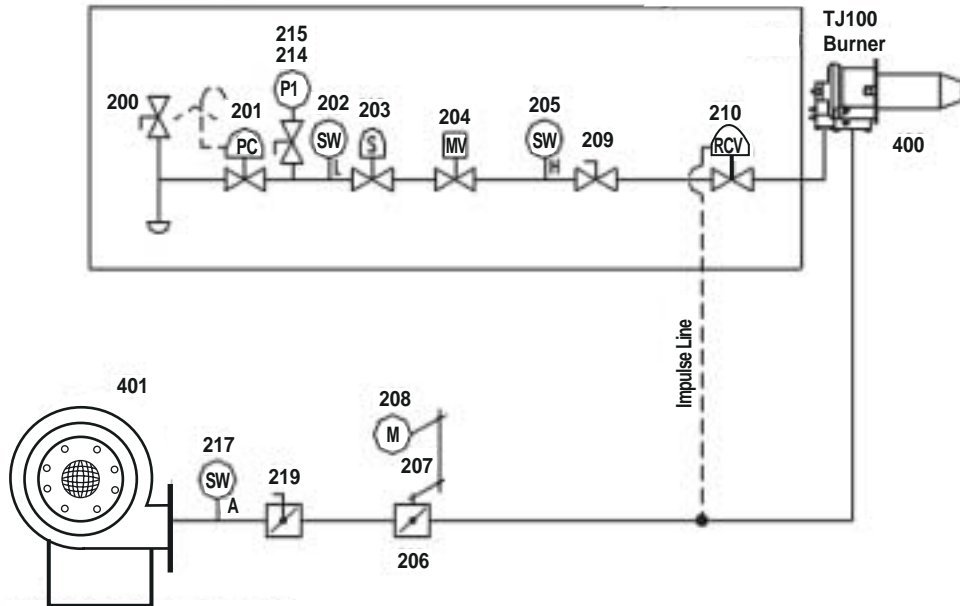 TJ100
Burner
215
214
200
201
202
203
204
205
209
210
P1
PC
SW
L
S
MV
SW
H
RCV
400
Impulse Line
401
208
M
217
SW
A
219
207
206